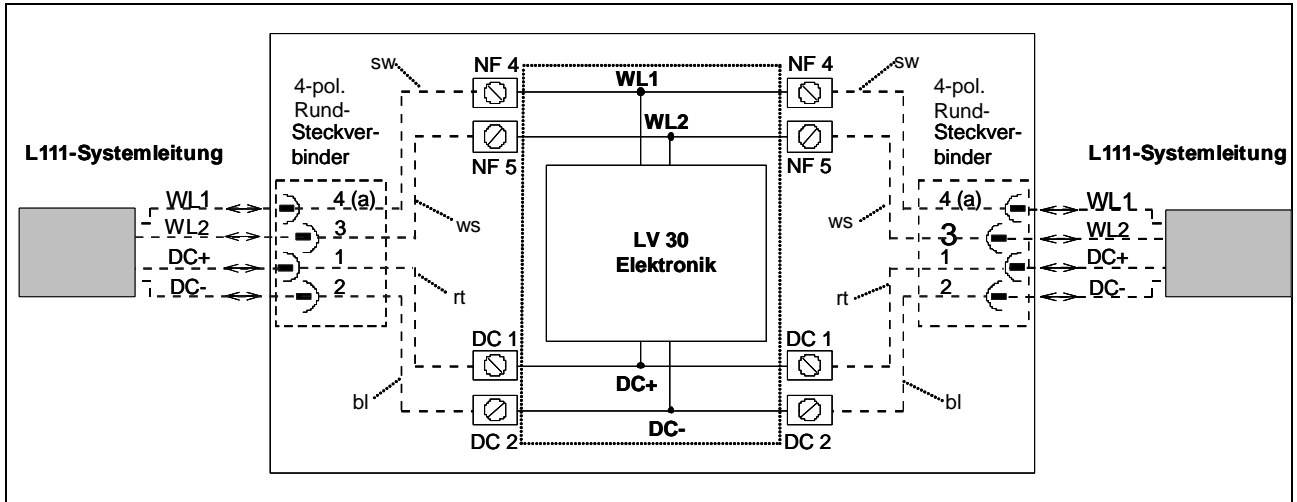 sw
NF 4
WL1
NF 4
sw
4-pol.
Rund-
Steckver-
binder
4-pol.
Rund-
Steckver-
binder
WL2
NF 5
NF 5
L111-Systemleitung
L111-Systemleitung
WL1
4 (a)
4 (a)
WL1
WL2
3
ws
ws
3
WL2
LV 30
Elektronik
DC+
1
1
DC+
DC-
2
rt
rt
2
DC-
DC 1
DC 1
DC+
bl
bl
DC 2
DC-
DC 2